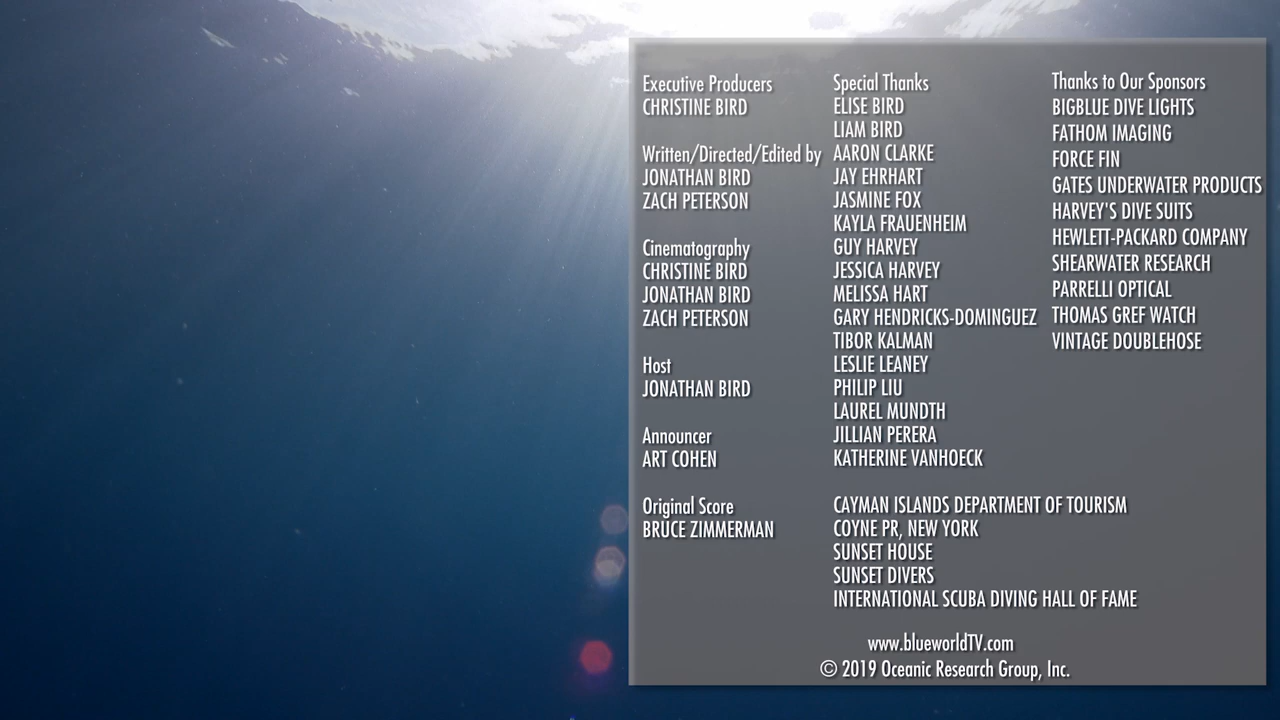 Executive Producers
CHRISTINE BIRD
Written/Directed/Edited by
JONATHAN BIRD
ZACH PETERSON
Cinematography
CHRISTINE BIRD
JONATHAN BIRD
ZACH PETERSON
Host
JONATHAN BIRD
Announcer
ART COHEN
Original Score
BRUCE ZIMMERMAN
Special Thanks
ELISE BIRD
LIAM BIRD
AARON CLARKE
JAY EHRHART
JASMINE FOX
KAYLA FRAUENHEIM
GUY HARVEY
JESSICA HARVEY
MELISSA HART
GARY HENDRICKS-DOMINGUEZ
TIBOR KALMAN
LESLIE LEANEY
PHILIP LIU
LAUREL MUNDTH
JILLIAN PERERA
KATHERINE VANHOECK
CAYMAN ISLANDS DEPARTMENT OF TOURISM
COYNE PR, NEW YORK
SUNSET HOUSE
SUNSET DIVERS
INTERNATIONAL SCUBA DIVING HALL OF FAME
Thanks to Our Sponsors
BIGBLUE DIVE LIGHTS
FATHOM IMAGING
FORCE FIN
GATES UNDERWATER PRODUCTS
HARVEY'S DIVE SUITS
HEWLETT-PACKARD COMPANY
SHEARWATER RESEARCH
PARRELLI OPTICAL
THOMAS GREF WATCH
VINTAGE DOUBLEHOSE
www.blueworldTV.com
© 2019 Oceanic Research Group, Inc.